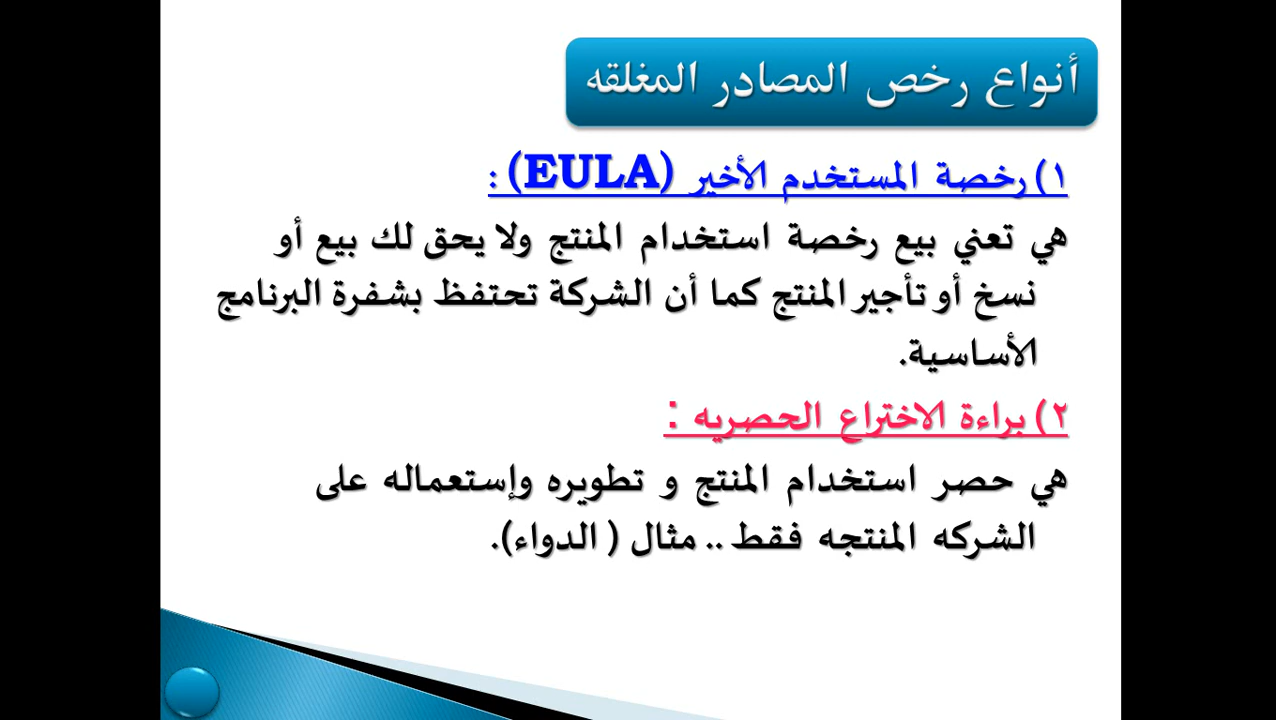 أنواع رخص المصادر المغلقه
١) رخصة المستخدم الأخير (EULA) :
هي تعني بيع رخصة استخدام المنتج ولا يحق لك بيع أو
نسخ أو تأجير المنتج كما أن الشركة تحتفظ بشفرة البرنامج
الأساسية.
٢) براءة الاختراع الحصريه :
هي حصر استخدام المنتج و تطويره وإستعماله على
الشركه المنتجه فقط .. مثال ( الدواء).